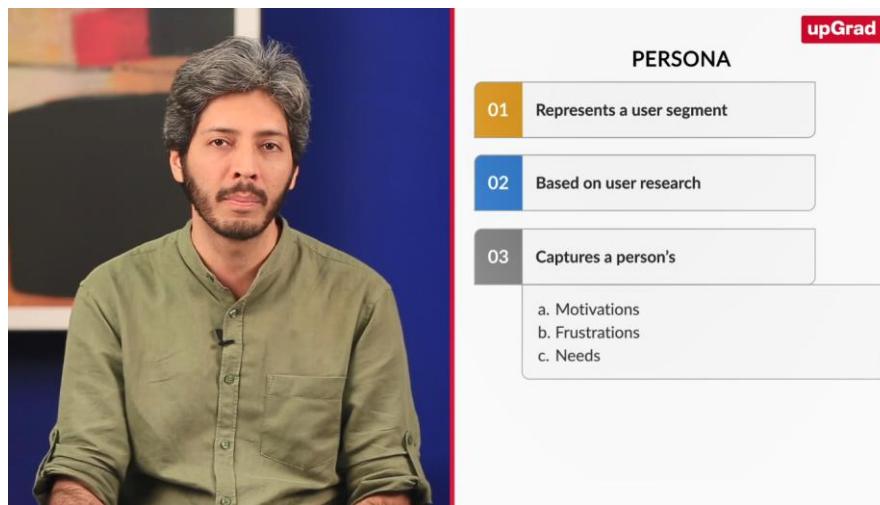 upGrad
PERSONA
01 Represents a user segment
02 Based on user research
03 Captures a person's
a. Motivations
b. Frustrations
c. Needs